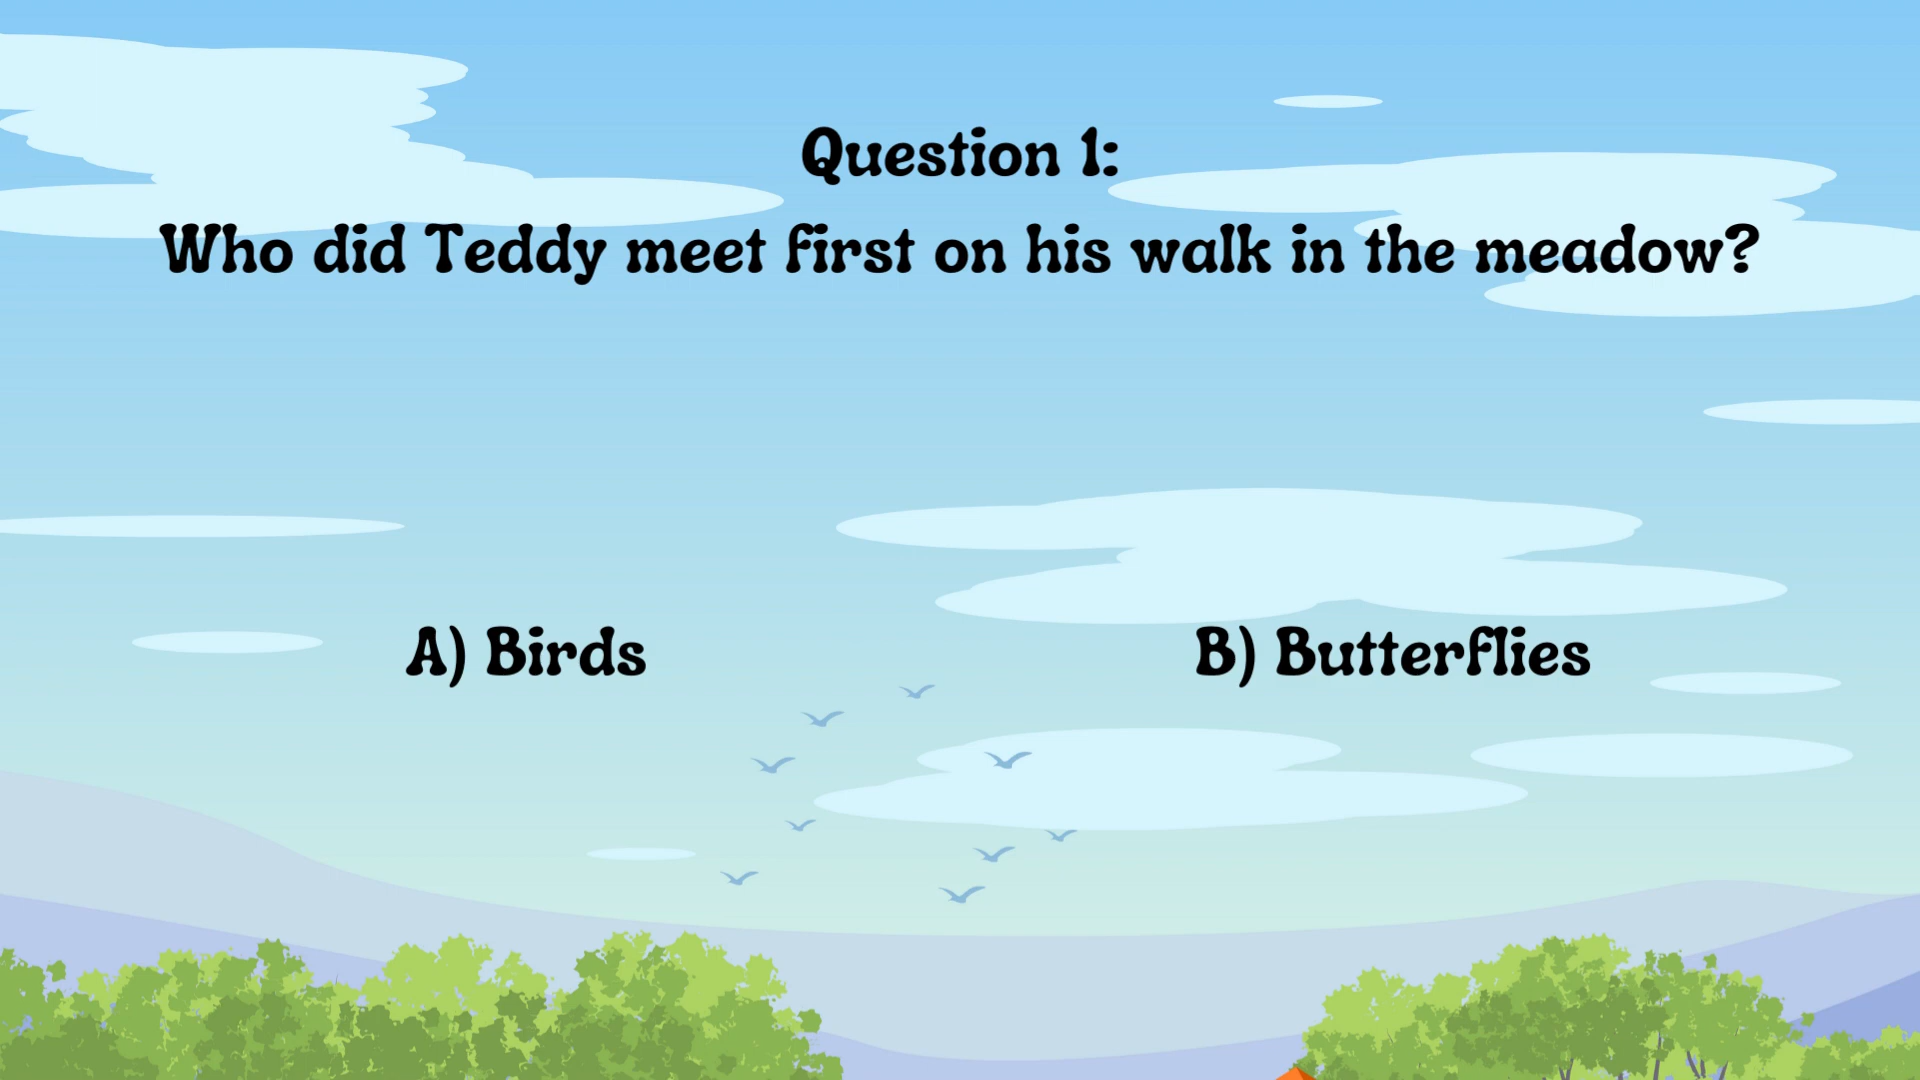 Question 1:
Who did Teddy meet first on his walk in the meadow?
A) Birds
B) Butterflies